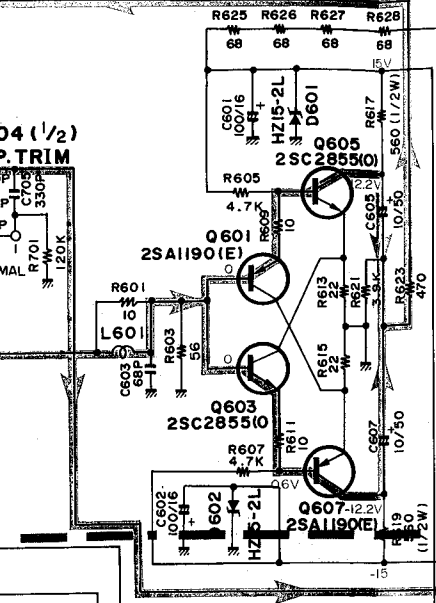 R625 R626 R627 R628
68 68 68 68
15V
C601
100/16
+
HZ15-2L
D601
R617
560 (1/2W)
04 (1/2)
P. TRIM
Q605
2SC2855(O)
12.2V
P
C70
330P
P
P
R605
4.7K
R609
10
C605
10/50
+
1
MAL
R701
120K
Q601
2SA1190(E)
0
R601
10
L601
C603
68P
R603
56
R613
22
R621
3.9K
R623
470
R615
22
0
Q603
2SC2855(O
R611
10
C607
10/50
+
R607
4.7K
0.6V
C602
100/16
+
602
HZ15-2L
Q607
-12.2V
2SA1190(E)
R619
60
(1/2W)
-15